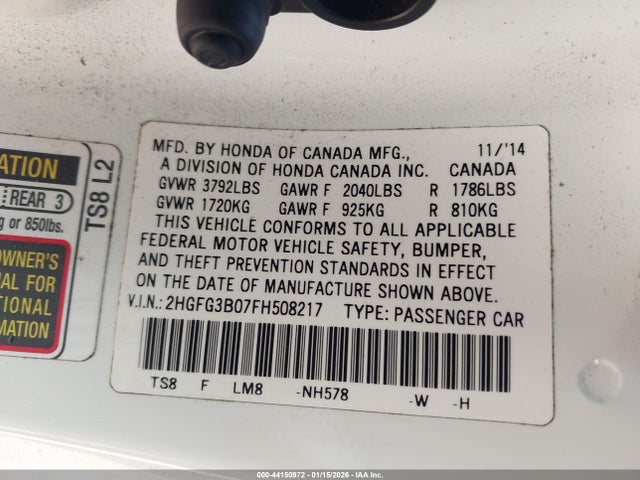 MFD. BY HONDA OF CANADA MFG., 11/'14
A DIVISION OF HONDA CANADA INC. CANADA
GVWR 3792LBS GAWR F 2040LBS R 1786LBS
GVWR 1720KG GAWR F 925KG R 810KG
THIS VEHICLE CONFORMS TO ALL APPLICABLE
FEDERAL MOTOR VEHICLE SAFETY, BUMPER,
AND THEFT PREVENTION STANDARDS IN EFFECT
ON THE DATE OF MANUFACTURE SHOWN ABOVE.
V.I.N.: 2HGFG3B07FH508217 TYPE: PASSENGER CAR
TS8 F LM8 -NH578 -W -H
REAR 3
or 850lbs.
OWNER'S
FOR
TS8 L2
000-44150972 - 01/15/2026 - IAA Inc.